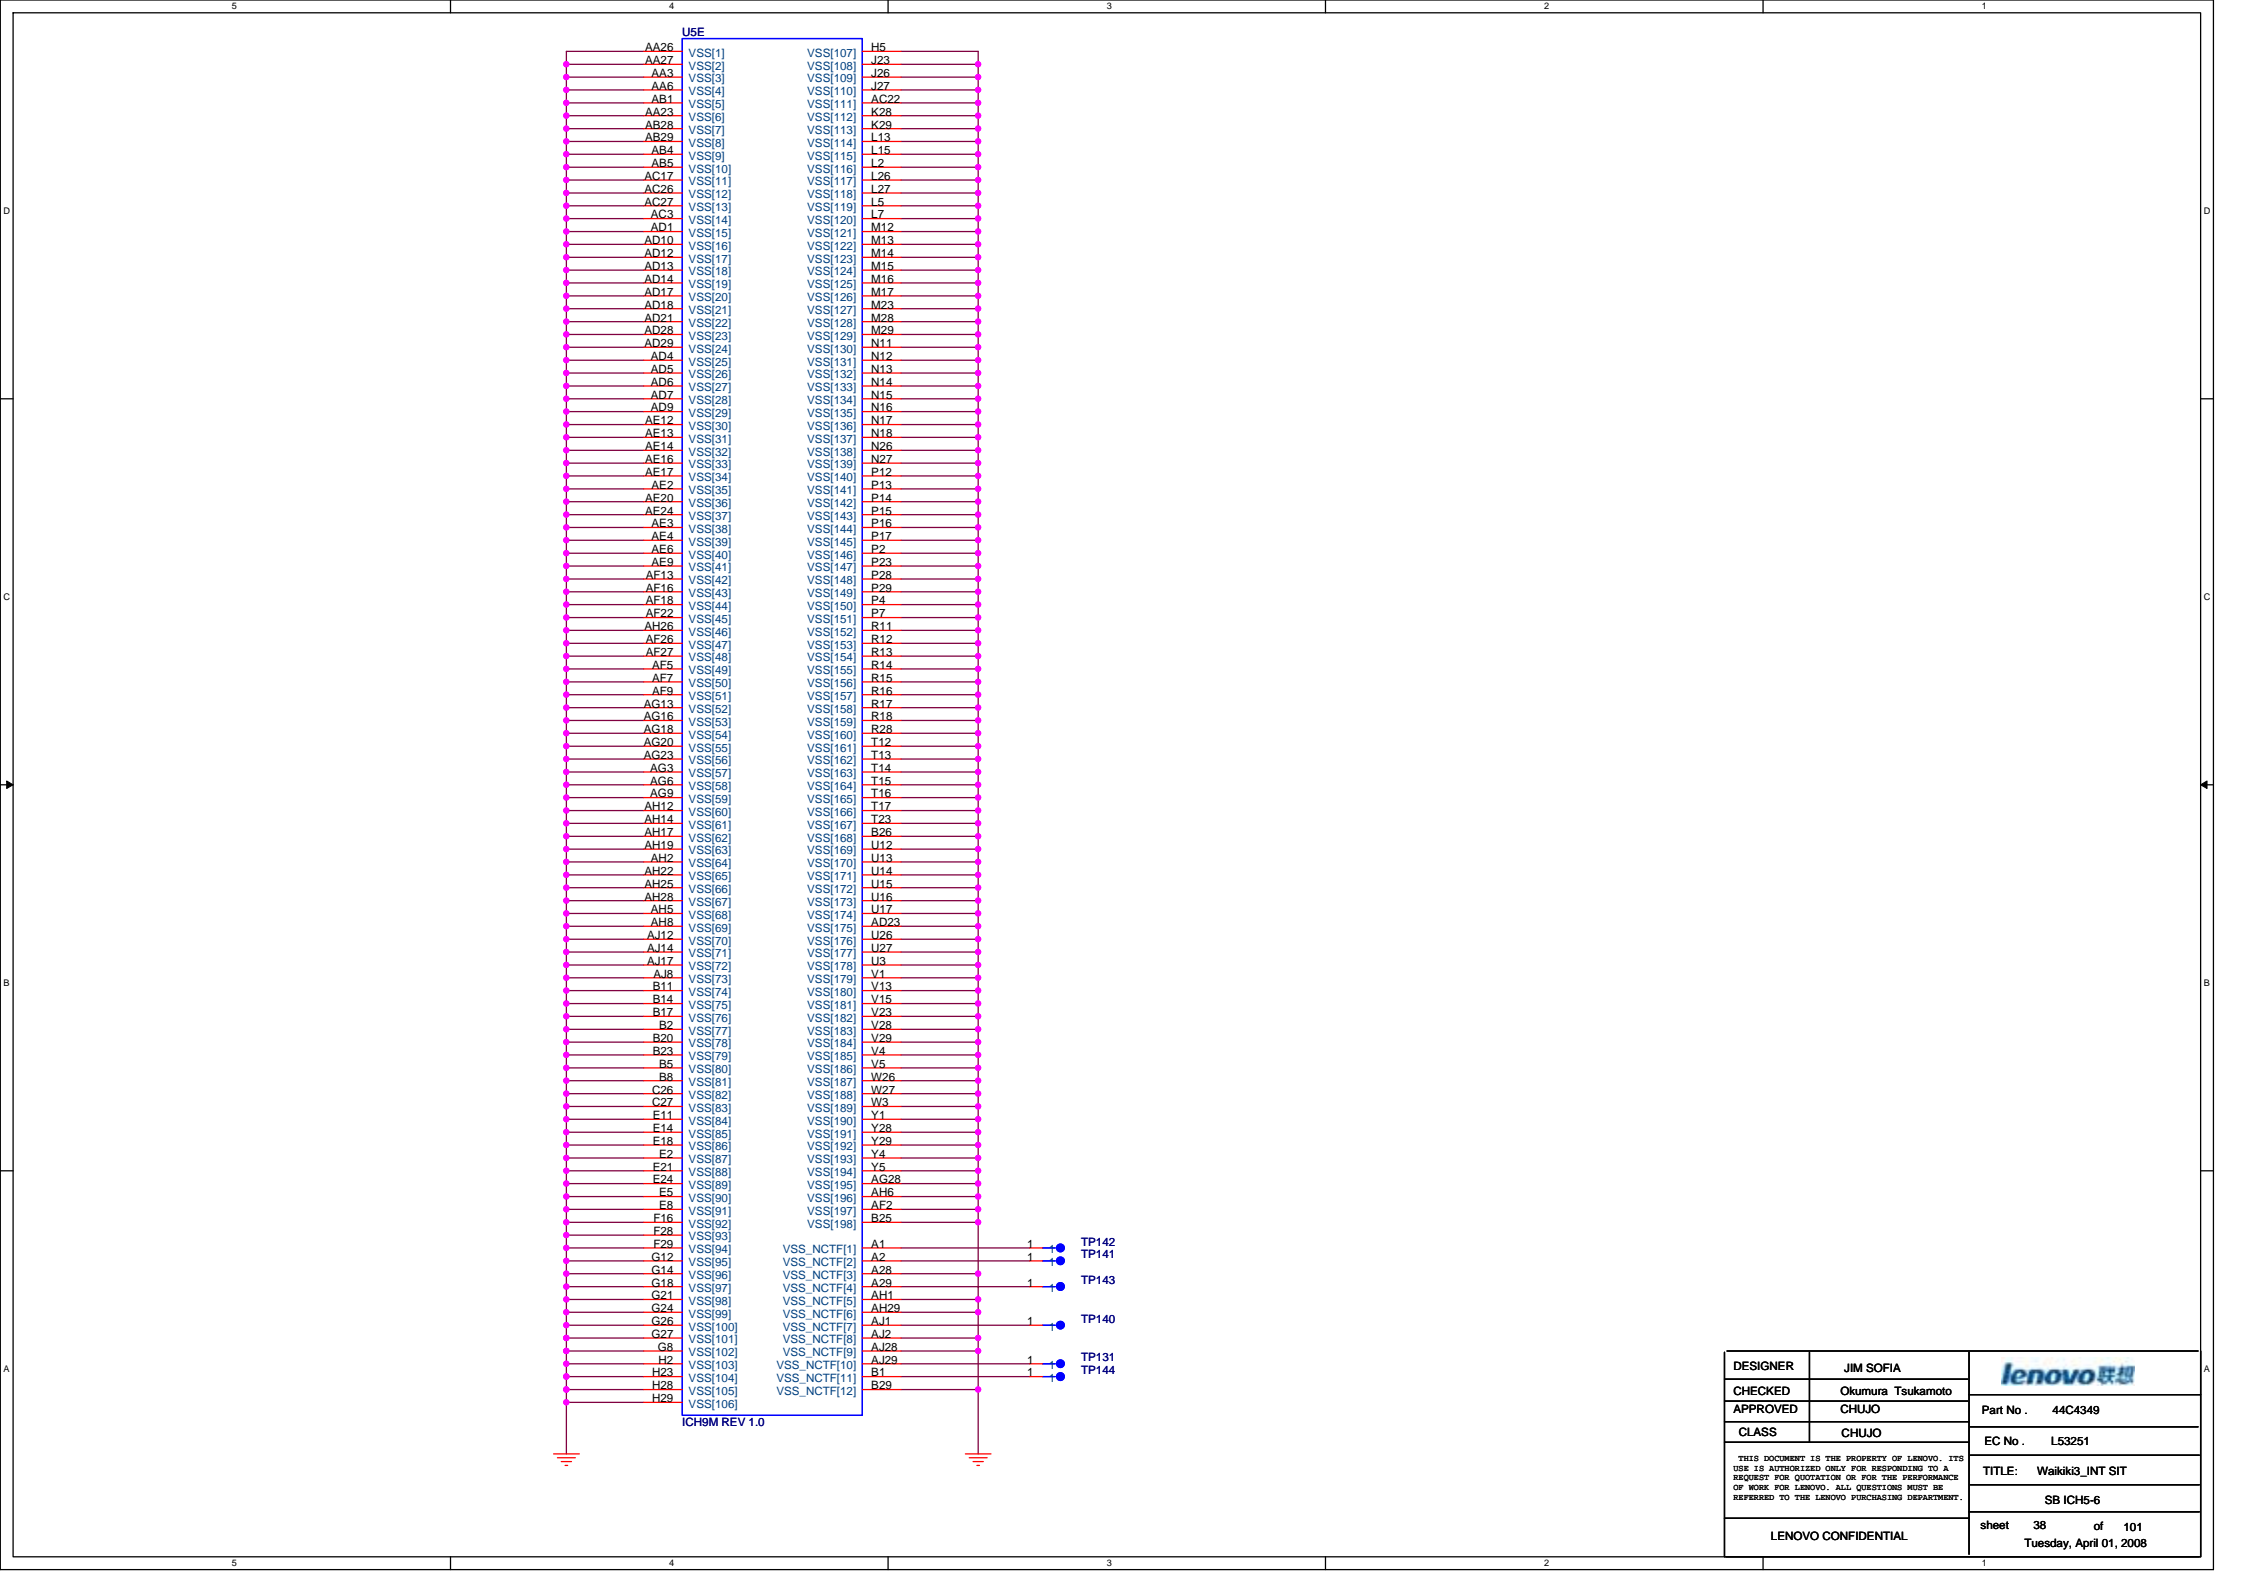 5 4 3 2 1
U5E
AA26 VSS[1] VSS[107] H5
AA27 VSS[2] VSS[108] J23
AA3 VSS[3] VSS[109] J26
AA6 VSS[4] VSS[110] J27
AB1 VSS[5] VSS[111] AC22
AA23 VSS[6] VSS[112] K28
AB28 VSS[7] VSS[113] K29
AB29 VSS[8] VSS[114] L13
AB4 VSS[9] VSS[115] L15
AB5 VSS[10] VSS[116] L2
AC17 VSS[11] VSS[117] L26
AC26 VSS[12] VSS[118] L27
AC27 VSS[13] VSS[119] L5
D D
AC3 VSS[14] VSS[120] L7
AD1 VSS[15] VSS[121] M12
AD10 VSS[16] VSS[122] M13
AD12 VSS[17] VSS[123] M14
AD13 VSS[18] VSS[124] M15
AD14 VSS[19] VSS[125] M16
AD17 VSS[20] VSS[126] M17
AD18 VSS[21] VSS[127] M23
AD21 VSS[22] VSS[128] M28
AD28 VSS[23] VSS[129] M29
AD29 VSS[24] VSS[130] N11
AD4 VSS[25] VSS[131] N12
AD5 VSS[26] VSS[132] N13
AD6 VSS[27] VSS[133] N14
AD7 VSS[28] VSS[134] N15
AD9 VSS[29] VSS[135] N16
AE12 VSS[30] VSS[136] N17
AE13 VSS[31] VSS[137] N18
AE14 VSS[32] VSS[138] N26
AE16 VSS[33] VSS[139] N27
AE17 VSS[34] VSS[140] P12
AE2 VSS[35] VSS[141] P13
AE20 VSS[36] VSS[142] P14
AE24 VSS[37] VSS[143] P15
AE3 VSS[38] VSS[144] P16
AE4 VSS[39] VSS[145] P17
AE6 VSS[40] VSS[146] P2
AE9 VSS[41] VSS[147] P23
AF13 VSS[42] VSS[148] P28
AF16 VSS[43] VSS[149] P29
C C
AF18 VSS[44] VSS[150] P4
AF22 VSS[45] VSS[151] P7
AH26 VSS[46] VSS[152] R11
AF26 VSS[47] VSS[153] R12
AF27 VSS[48] VSS[154] R13
AF5 VSS[49] VSS[155] R14
AF7 VSS[50] VSS[156] R15
AF9 VSS[51] VSS[157] R16
AG13 VSS[52] VSS[158] R17
AG16 VSS[53] VSS[159] R18
AG18 VSS[54] VSS[160] R28
AG20 VSS[55] VSS[161] T12
AG23 VSS[56] VSS[162] T13
AG3 VSS[57] VSS[163] T14
AG6 VSS[58] VSS[164] T15
AG9 VSS[59] VSS[165] T16
AH12 VSS[60] VSS[166] T17
AH14 VSS[61] VSS[167] T23
AH17 VSS[62] VSS[168] B26
AH19 VSS[63] VSS[169] U12
AH2 VSS[64] VSS[170] U13
AH22 VSS[65] VSS[171] U14
AH25 VSS[66] VSS[172] U15
AH28 VSS[67] VSS[173] U16
AH5 VSS[68] VSS[174] U17
AH8 VSS[69] VSS[175] AD23
AJ12 VSS[70] VSS[176] U26
AJ14 VSS[71] VSS[177] U27
AJ17 VSS[72] VSS[178] U3
AJ8 VSS[73] VSS[179] V1
B B
B11 VSS[74] VSS[180] V13
B14 VSS[75] VSS[181] V15
B17 VSS[76] VSS[182] V23
B2 VSS[77] VSS[183] V28
B20 VSS[78] VSS[184] V29
B23 VSS[79] VSS[185] V4
B5 VSS[80] VSS[186] V5
B8 VSS[81] VSS[187] W26
C26 VSS[82] VSS[188] W27
C27 VSS[83] VSS[189] W3
E11 VSS[84] VSS[190] Y1
E14 VSS[85] VSS[191] Y28
E18 VSS[86] VSS[192] Y29
E2 VSS[87] VSS[193] Y4
E21 VSS[88] VSS[194] Y5
E24 VSS[89] VSS[195] AG28
E5 VSS[90] VSS[196] AH6
E8 VSS[91] VSS[197] AF2
F16 VSS[92] VSS[198] B25
F28 VSS[93]
F29 VSS[94] VSS_NCTF[1] A1 1 1 TP142
G12 VSS[95] VSS_NCTF[2] A2 1 1 TP141
G14 VSS[96] VSS_NCTF[3] A28
G18 VSS[97] VSS_NCTF[4] A29 1 1 TP143
G21 VSS[98] VSS_NCTF[5] AH1
G24 VSS[99] VSS_NCTF[6] AH29
G26 VSS[100] VSS_NCTF[7] AJ1 1 1 TP140
G27 VSS[101] VSS_NCTF[8] AJ2
G8 VSS[102] VSS_NCTF[9] AJ28
H2 VSS[103] VSS_NCTF[10] AJ29 1 1 TP131
A A
H23 VSS[104] VSS_NCTF[11] B1 1 1 TP144
H28 VSS[105] VSS_NCTF[12] B29
H29 VSS[106]
ICH9M REV 1.0
DESIGNER JIM SOFIA
CHECKED Okumura Tsukamoto
APPROVED CHUJO
CLASS CHUJO
THIS DOCUMENT IS THE PROPERTY OF LENOVO. ITS
USE IS AUTHORIZED ONLY FOR RESPONDING TO A
REQUEST FOR QUOTATION OR FOR THE PERFORMANCE
OF WORK FOR LENOVO. ALL QUESTIONS MUST BE
REFERRED TO THE LENOVO PURCHASING DEPARTMENT.
LENOVO CONFIDENTIAL
lenovo联想
Part No . 44C4349
EC No . L53251
TITLE: Waikiki3_INT SIT
SB ICH5-6
sheet 38 of 101
Tuesday, April 01, 2008
5 4 3 2 1